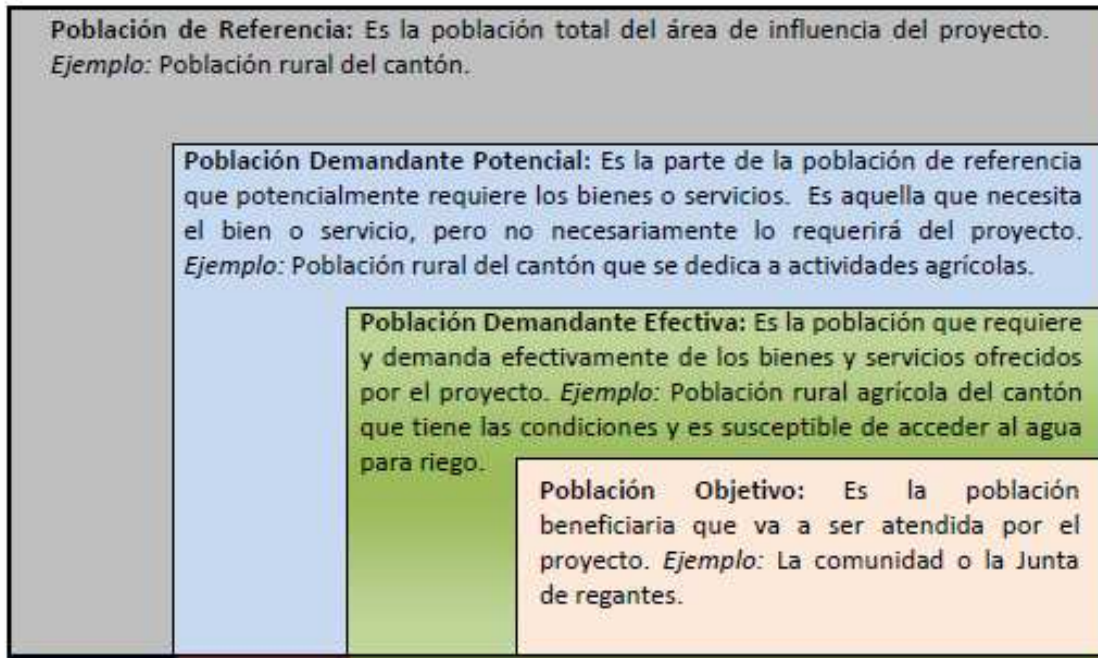 Población de Referencia: Es la población total del área de influencia del proyecto.
Ejemplo: Población rural del cantón.
Población Demandante Potencial: Es la parte de la población de referencia
que potencialmente requiere los bienes o servicios. Es aquella que necesita
el bien o servicio, pero no necesariamente lo requerirá del proyecto.
Ejemplo: Población rural del cantón que se dedica a actividades agrícolas.
Población Demandante Efectiva: Es la población que requiere
y demanda efectivamente de los bienes y servicios ofrecidos
por el proyecto. Ejemplo: Población rural agrícola del cantón
que tiene las condiciones y es susceptible de acceder al agua
para riego.
Población Objetivo: Es la población
beneficiaria que va a ser atendida por el
proyecto. Ejemplo: La comunidad o la Junta
de regantes.